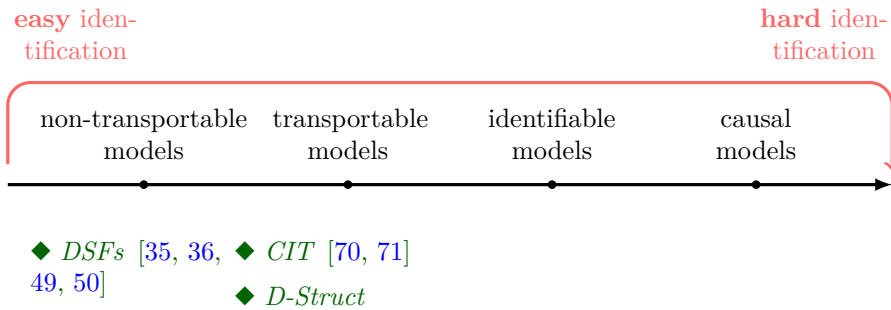 easy iden-
tification
hard iden-
tification
non-transportable
models
transportable
models
identifiable
models
causal
models
◆ DSFs [35, 36,
49, 50]
◆ CIT [70, 71]
◆ D-Struct